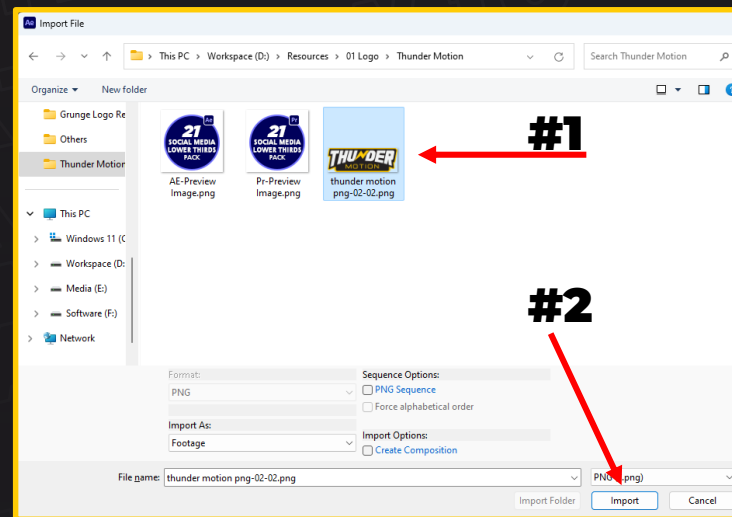 Ae Import File
This PC > Workspace (D:) > Resources > 01 Logo > Thunder Motion
Search Thunder Motion
Organize
New folder
Grunge Logo Re
Others
Thunder Motion
This PC
Windows 11 (C
Workspace (D:
Media (E:)
Software (F:)
Network
Ae
21
SOCIAL MEDIA
LOWER THIRDS
PACK
AE-Preview
Image.png
Pr
21
SOCIAL MEDIA
LOWER THIRDS
PACK
Pr-Preview
Image.png
THUNDER
MOTION
thunder motion
png-02-02.png
#1
#2
Format:
PNG
Import As:
Footage
Sequence Options:
PNG Sequence
Force alphabetical order
Import Options:
Create Composition
File name: thunder motion png-02-02.png
.png)
Import Folder
Import
Cancel